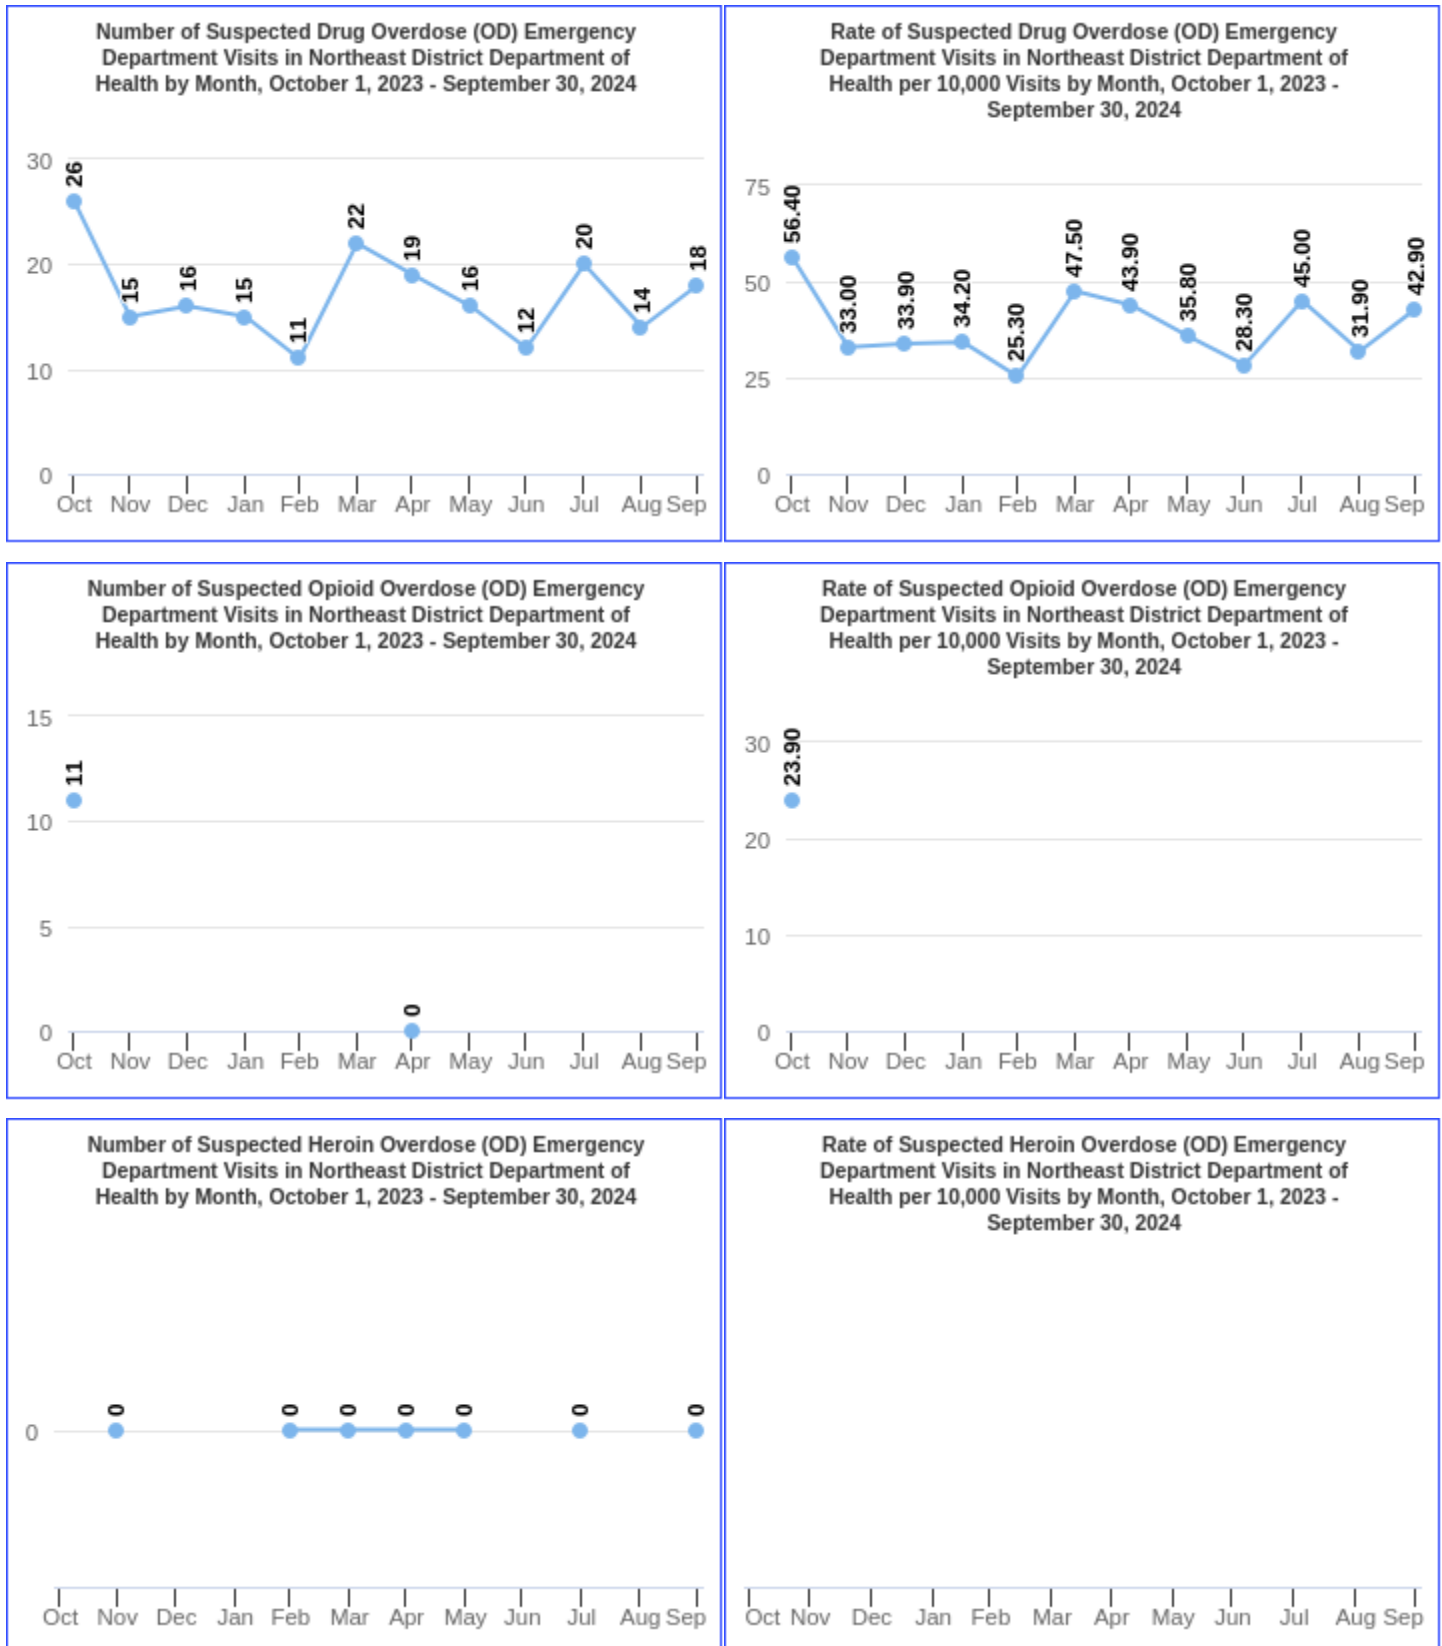 Number of Suspected Drug Overdose (OD) Emergency
Department Visits in Northeast District Department of
Health by Month, October 1, 2023 - September 30, 2024
30
20
10
0
26
15
16
15
11
22
19
16
12
20
14
18
Oct Nov Dec Jan Feb Mar Apr May Jun Jul Aug Sep
Rate of Suspected Drug Overdose (OD) Emergency
Department Visits in Northeast District Department of
Health per 10,000 Visits by Month, October 1, 2023 -
September 30, 2024
75
50
25
0
56.40
33.00
33.90
34.20
25.30
47.50
43.90
35.80
28.30
45.00
31.90
42.90
Oct Nov Dec Jan Feb Mar Apr May Jun Jul Aug Sep
Number of Suspected Opioid Overdose (OD) Emergency
Department Visits in Northeast District Department of
Health by Month, October 1, 2023 - September 30, 2024
15
10
5
0
11
0
Oct Nov Dec Jan Feb Mar Apr May Jun Jul Aug Sep
Rate of Suspected Opioid Overdose (OD) Emergency
Department Visits in Northeast District Department of
Health per 10,000 Visits by Month, October 1, 2023 -
September 30, 2024
30
20
10
0
23.90
Oct Nov Dec Jan Feb Mar Apr May Jun Jul Aug Sep
Number of Suspected Heroin Overdose (OD) Emergency
Department Visits in Northeast District Department of
Health by Month, October 1, 2023 - September 30, 2024
0
0
0
0
0
0
0
0
Oct Nov Dec Jan Feb Mar Apr May Jun Jul Aug Sep
Rate of Suspected Heroin Overdose (OD) Emergency
Department Visits in Northeast District Department of
Health per 10,000 Visits by Month, October 1, 2023 -
September 30, 2024
Oct Nov Dec Jan Feb Mar Apr May Jun Jul Aug Sep